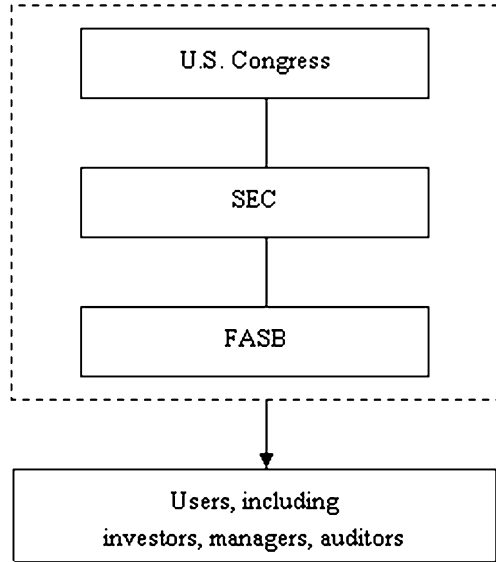 U.S. Congress
SEC
FASB
Users, including
investors, managers, auditors